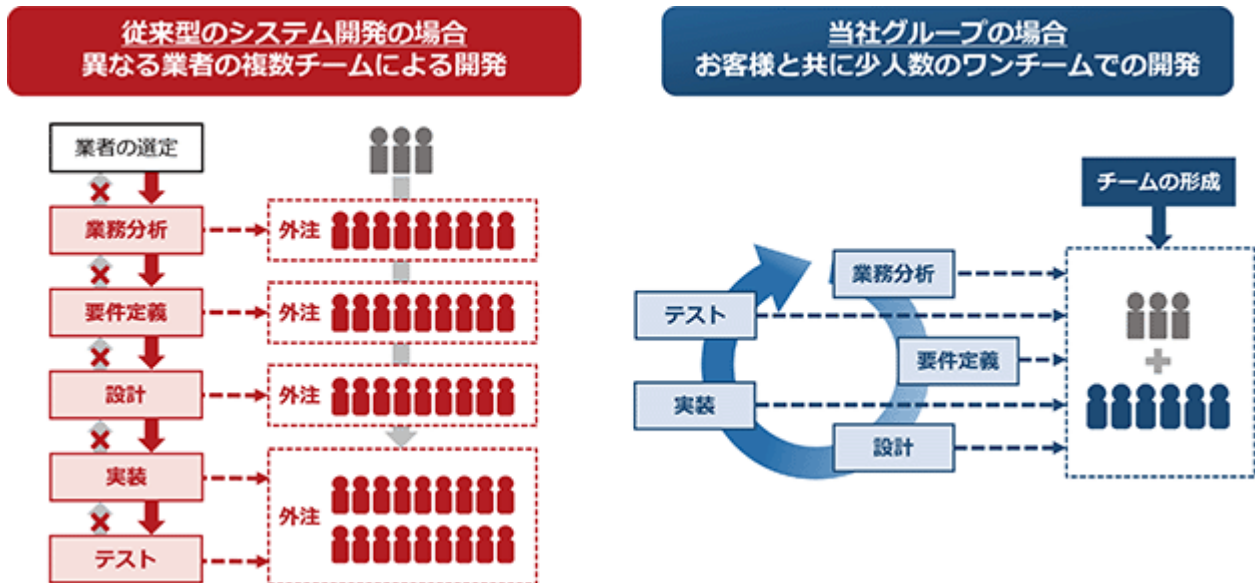 従来型のシステム開発の場合
異なる業者の複数チームによる開発
業者の選定
業務分析
外注
要件定義
外注
設計
外注
実装
外注
テスト
当社グループの場合
お客様と共に少人数のワンチームでの開発
チームの形成
業務分析
テスト
要件定義
実装
設計